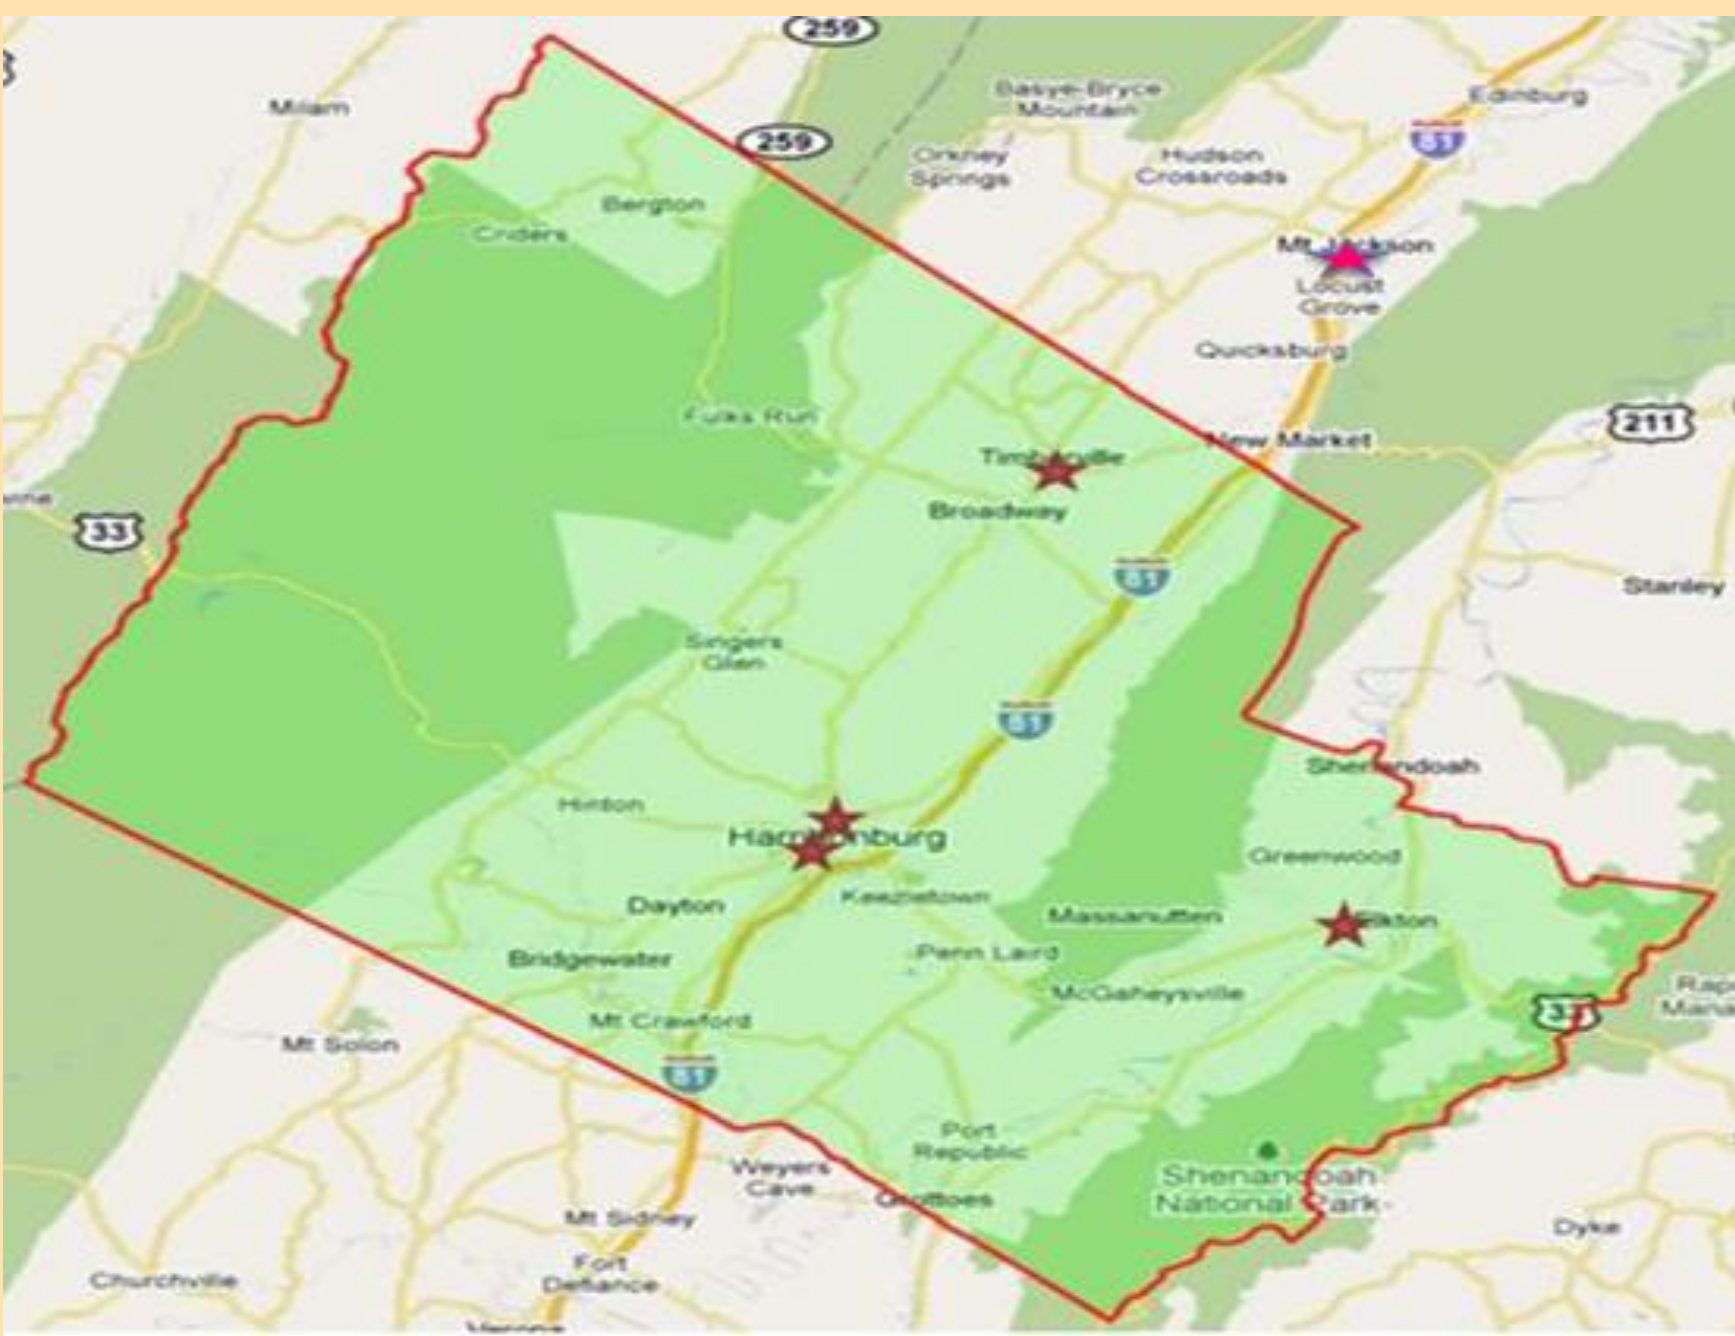 259
Milam
Basye-Bryce
Mountain
Edinburg
81
259
Orkney
Springs
Hudson
Crossroads
Bergton
Criders
Mt Jackson
Locust
Grove
Quicksburg
Fulks Run
211
New Market
Timberville
33
Broadway
81
Stanley
Singers
Glen
81
Shenandoah
Hinton
Harrisonburg
Greenwood
Keezletown
Dayton
Massanutten
Elkton
Penn Laird
Bridgewater
McGaheysville
33
Mt Crawford
Mt Solon
81
Port
Republic
Weyers
Cave
Shenandoah
National Park
Grottoes
Mt Sidney
Dyke
Fort
Defiance
Churchville